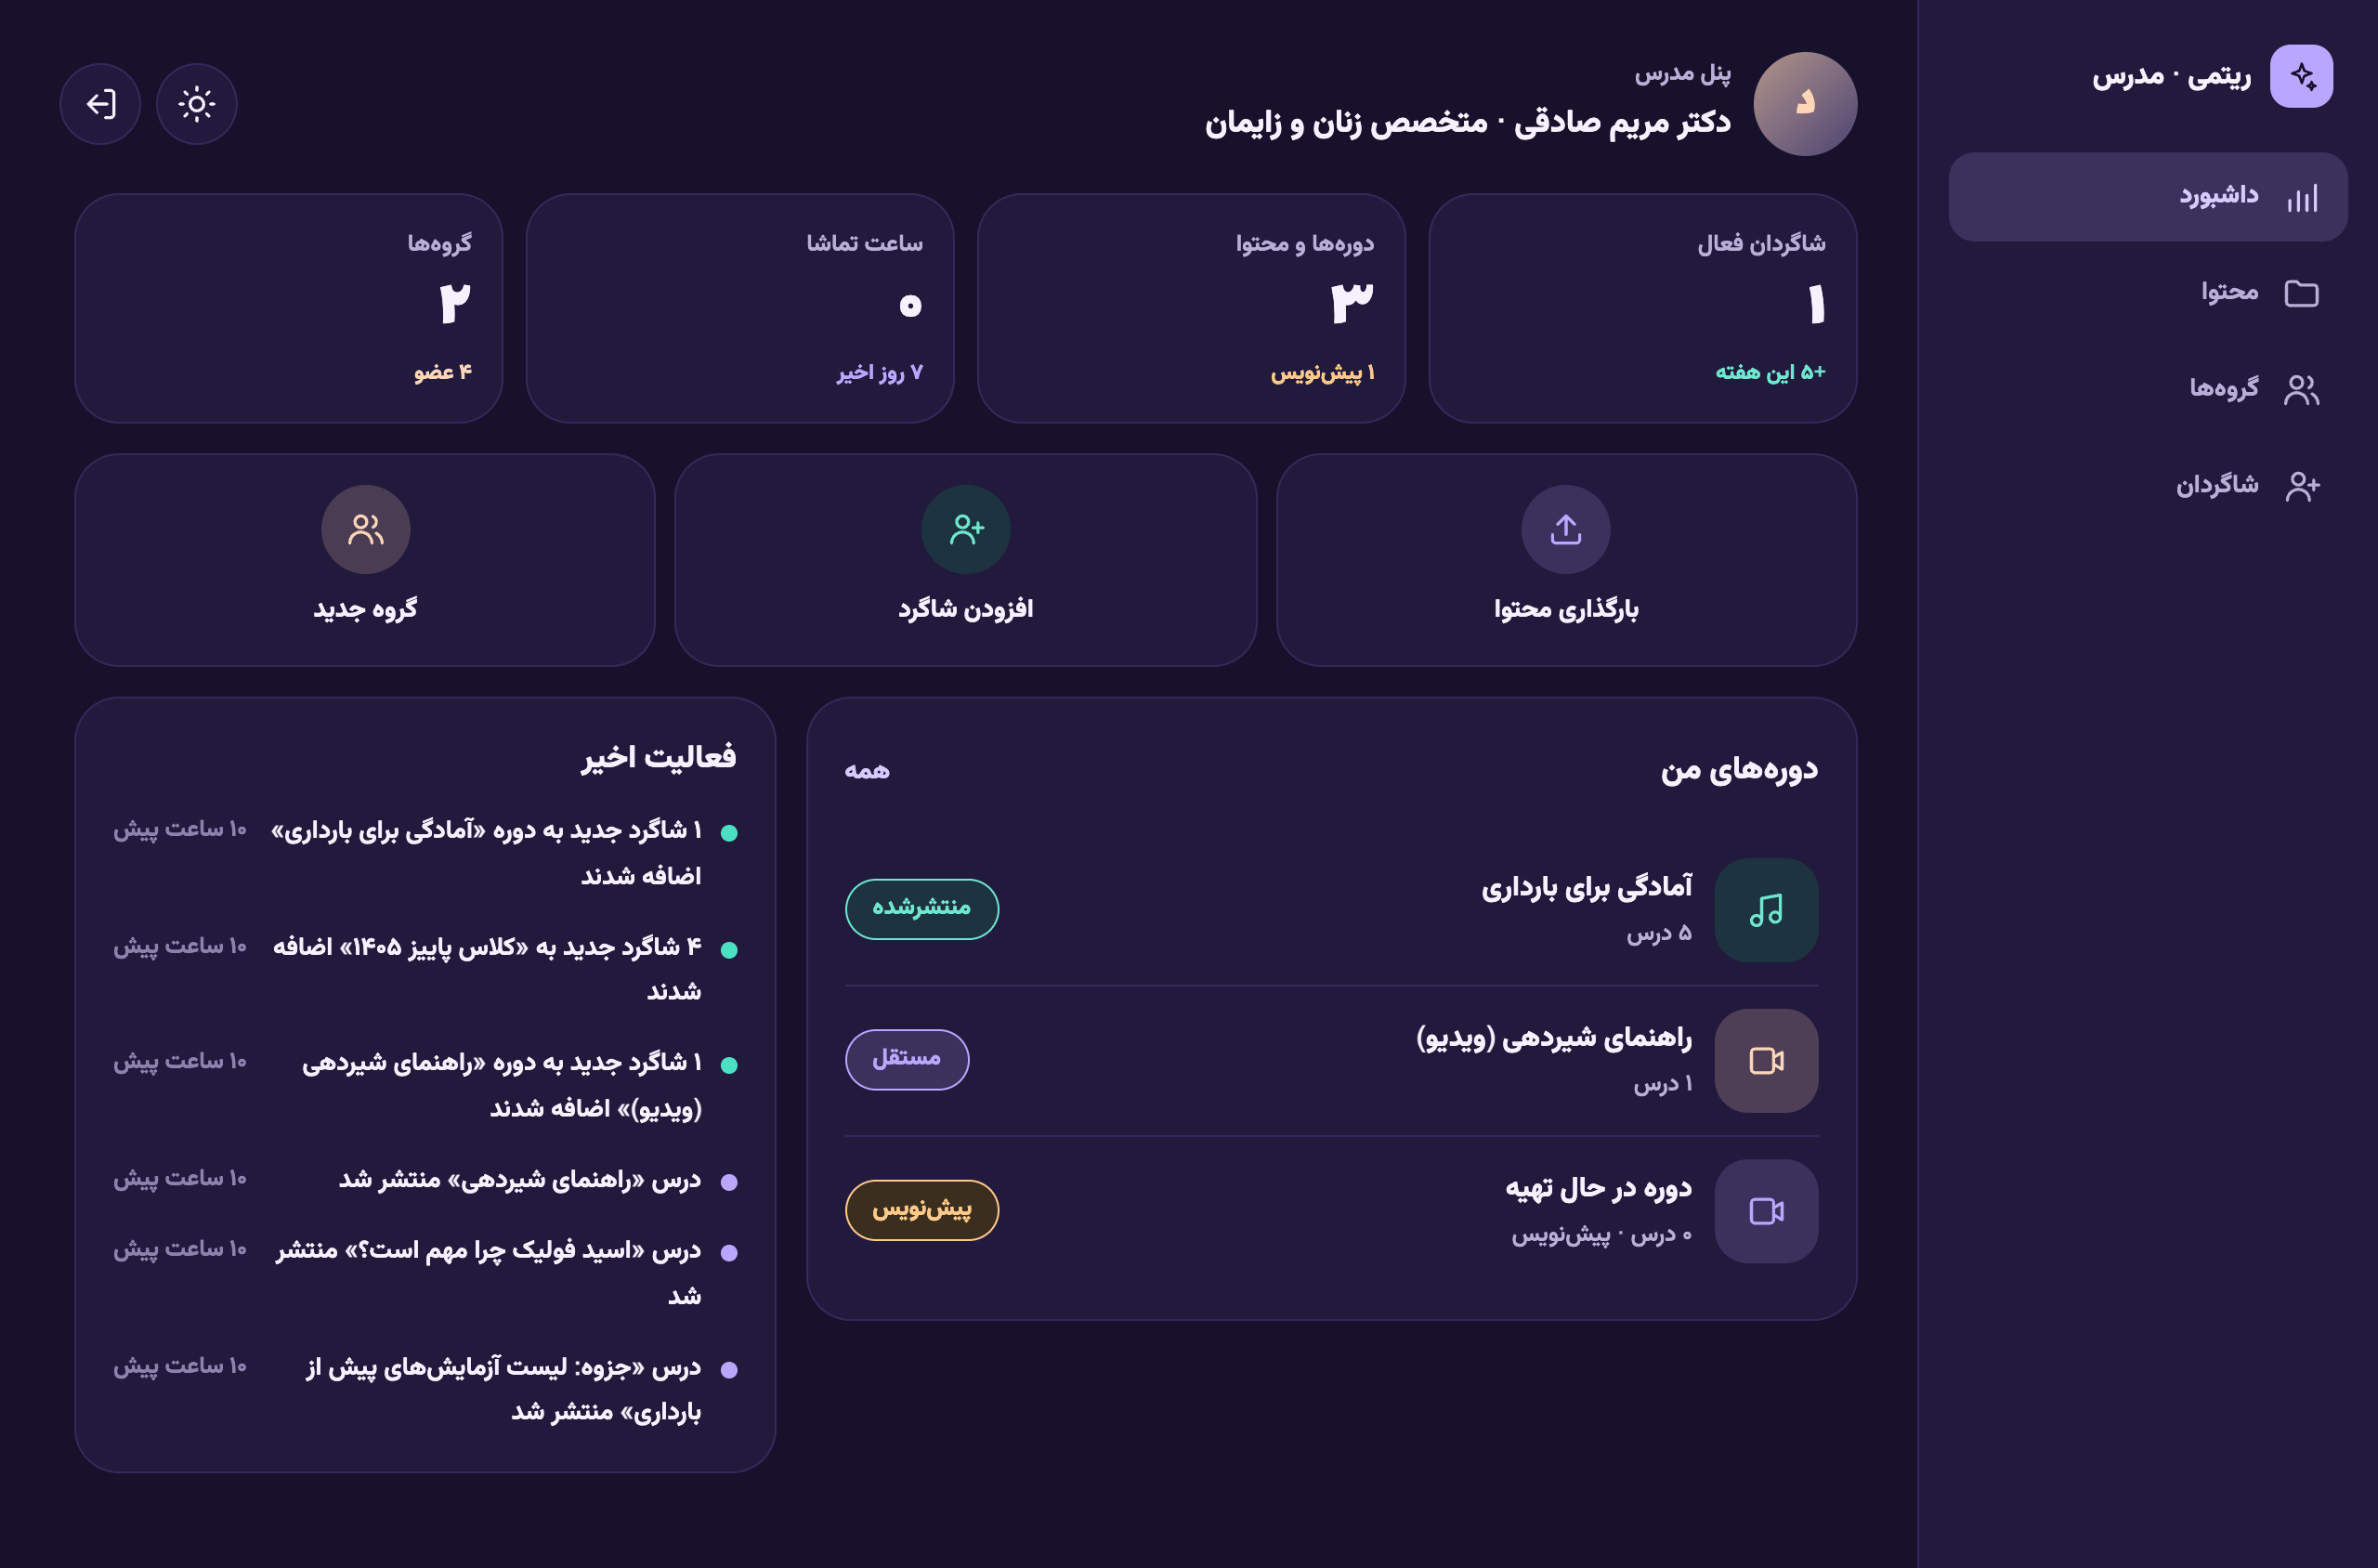 ریتمی · مدرس
داشبورد
محتوا
گروه‌ها
شاگردان
د
پنل مدرس
دکتر مریم صادقی · متخصص زنان و زایمان
شاگردان فعال
۱
+۵ این هفته
دوره‌ها و محتوا
۳
۱ پیش‌نویس
ساعت تماشا
۰
۷ روز اخیر
گروه‌ها
۲
۴ عضو
بارگذاری محتوا
افزودن شاگرد
گروه جدید
دوره‌های من
همه
آمادگی برای بارداری
۵ درس
منتشرشده
راهنمای شیردهی (ویدیو)
۱ درس
مستقل
دوره در حال تهیه
۰ درس · پیش‌نویس
پیش‌نویس
فعالیت اخیر
۱ شاگرد جدید به دوره «آمادگی برای بارداری»
اضافه شدند
۱۰ ساعت پیش
۴ شاگرد جدید به «کلاس پاییز ۱۴۰۵» اضافه
شدند
۱۰ ساعت پیش
۱ شاگرد جدید به دوره «راهنمای شیردهی
(ویدیو)» اضافه شدند
۱۰ ساعت پیش
درس «راهنمای شیردهی» منتشر شد
۱۰ ساعت پیش
درس «اسید فولیک چرا مهم است؟» منتشر
شد
۱۰ ساعت پیش
درس «جزوه: لیست آزمایش‌های پیش از
بارداری» منتشر شد
۱۰ ساعت پیش